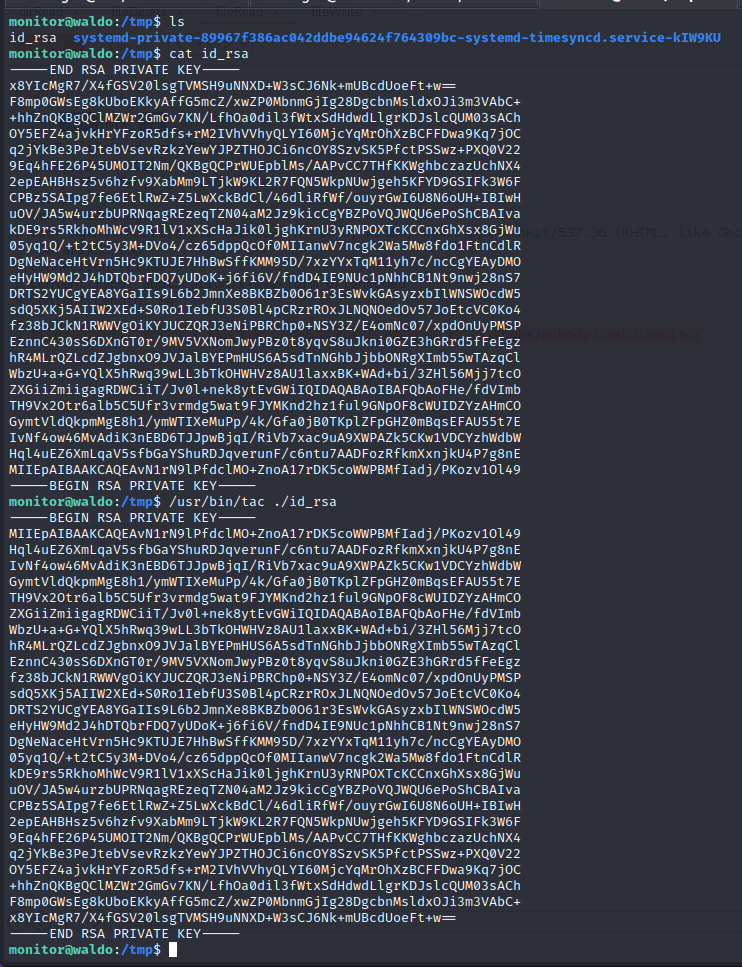 monitor@waldo:/tmp$ ls
id_rsa systemd-private-89967f386ac042ddbe94624f764309bc-systemd-timesyncd.service-kIW9KU
monitor@waldo:/tmp$ cat id_rsa
-----END RSA PRIVATE KEY-----
x8YIcMgR7/X4fGSV20lsgTVMSH9uNNXD+W3sCJ6Nk+mUBcdUoeFt+w==
F8mp0GWsEg8kUboEKkyAffG5mcZ/xwZP0MbnmGjIg28DgcbnMsldxOJi3m3VAbC+
+hhZnQKBgQClMZWr2GmGv7KN/LfhOa0dil3fWtxSdHdwdLlgrKDJslcQUM03sACh
OY5EFZ4ajvkHrYFzoR5dfs+rM2IVhVVhyQLYI60MjcYqMrOhXzBCFFDwa9Kq7jOC
q2jYkBe3PeJtebVsevRzkzYewYJPZTHOJCi6ncOY8SzvSK5PfctPSSwz+PXQ0V22
9Eq4hFE26P45UMOIT2Nm/QKBgQCPrWUEpblMs/AAPvCC7THfKKWghbczazUchNX4
2epEAHBHsz5v6hzfv9XabMm9LTjkW9KL2R7FQN5WkpNUwjgeh5KFYD9GSIFk3W6F
CPBz5SAIpg7fe6EtlRwZ+Z5LwXckBdCl/46dliRfWf/ouyrGwI6U8N6oUH+IBIwH
uOV/JA5w4urzbUPRNqagREzeqTZN04aM2Jz9kicCgYBZPoVQJWQU6ePoShCBAIva
kDE9rs5RkhoMhWcV9R1lV1xXScHaJik0ljghKrnU3yRNPOXTcKCCnxGhXsx8GjWu
05yq1Q/+t2tC5y3M+DVo4/cz65dppQcOf0MIIanwV7ncgk2Wa5Mw8fdo1FtnCdlR
DgNeNaceHtVrn5Hc9KTUJE7HhBwSffKMM95D/7xzYYxTqM11yh7c/ncCgYEAyDMO
eHyHW9Md2J4hDTQbrFDQ7yUDoK+j6fi6V/fndD4IE9NUc1pNhhCB1Nt9nwj28nS7
DRTS2YUCgYEA8YGaIIs9L6b2JmnXe8BKBZb0O61r3EsWvkGAsyzxbIlWNSWOcdW5
sdQ5XKj5AIIW2XEd+S0Ro1IebfU3S0Bl4pCRzrROxJLNQNOedOv57JoEtcVC0Ko4
fz38bJCkN1RWWVgOiKYJUCZQRJ3eNiPBRChp0+NSY3Z/E4omNc07/xpdOnUyPMSP
EznnC430sS6DXnGT0r/9MV5VXNomJwyPBz0t8yqvS8uJkni0GZE3hGRrd5fFeEgz
hR4MLrQZLcdZJgbnxO9JVJalBYEPmHUS6A5sdTnNGhbJjbbONRgXImb55wTAzqCl
WbzU+a+G+YQlX5hRwq39wLL3bTkOHWHVz8AU1laxxBK+WAd+bi/3ZHl56Mjj7tcO
ZXGiiZmiigagRDWCiiT/Jv0l+nek8ytEvGWiIQIDAQABAoIBAFQbAoFHe/fdVImb
TH9Vx2Otr6alb5C5Ufr3vrmdg5wat9FJYMKnd2hz1ful9GNpOF8cWUIDZYzAHmCO
GymtVldQkpmMgE8h1/ymWTIXeMuPp/4k/Gfa0jB0TKplZFpGHZ0mBqsEFAU55t7E
IvNf4ow46MvAdiK3nEBD6TJJpwBjqI/RiVb7xac9uA9XWPAZk5CKw1VDCYzhWdbW
Hql4uEZ6XmLqaV5sfbGaYShuRDJqverunF/c6ntu7AADFozRfkmXxnjkU4P7g8nE
MIIEpAIBAAKCAQEAvN1rN9lPfdclMO+ZnoA17rDK5coWWPBMfIadj/PKozv1Ol49
-----BEGIN RSA PRIVATE KEY-----
monitor@waldo:/tmp$ /usr/bin/tac ./id_rsa
-----BEGIN RSA PRIVATE KEY-----
MIIEpAIBAAKCAQEAvN1rN9lPfdclMO+ZnoA17rDK5coWWPBMfIadj/PKozv1Ol49
Hql4uEZ6XmLqaV5sfbGaYShuRDJqverunF/c6ntu7AADFozRfkmXxnjkU4P7g8nE
IvNf4ow46MvAdiK3nEBD6TJJpwBjqI/RiVb7xac9uA9XWPAZk5CKw1VDCYzhWdbW
GymtVldQkpmMgE8h1/ymWTIXeMuPp/4k/Gfa0jB0TKplZFpGHZ0mBqsEFAU55t7E
TH9Vx2Otr6alb5C5Ufr3vrmdg5wat9FJYMKnd2hz1ful9GNpOF8cWUIDZYzAHmCO
ZXGiiZmiigagRDWCiiT/Jv0l+nek8ytEvGWiIQIDAQABAoIBAFQbAoFHe/fdVImb
WbzU+a+G+YQlX5hRwq39wLL3bTkOHWHVz8AU1laxxBK+WAd+bi/3ZHl56Mjj7tcO
hR4MLrQZLcdZJgbnxO9JVJalBYEPmHUS6A5sdTnNGhbJjbbONRgXImb55wTAzqCl
EznnC430sS6DXnGT0r/9MV5VXNomJwyPBz0t8yqvS8uJkni0GZE3hGRrd5fFeEgz
fz38bJCkN1RWWVgOiKYJUCZQRJ3eNiPBRChp0+NSY3Z/E4omNc07/xpdOnUyPMSP
sdQ5XKj5AIIW2XEd+S0Ro1IebfU3S0Bl4pCRzrROxJLNQNOedOv57JoEtcVC0Ko4
DRTS2YUCgYEA8YGaIIs9L6b2JmnXe8BKBZb0O61r3EsWvkGAsyzxbIlWNSWOcdW5
eHyHW9Md2J4hDTQbrFDQ7yUDoK+j6fi6V/fndD4IE9NUc1pNhhCB1Nt9nwj28nS7
DgNeNaceHtVrn5Hc9KTUJE7HhBwSffKMM95D/7xzYYxTqM11yh7c/ncCgYEAyDMO
05yq1Q/+t2tC5y3M+DVo4/cz65dppQcOf0MIIanwV7ncgk2Wa5Mw8fdo1FtnCdlR
kDE9rs5RkhoMhWcV9R1lV1xXScHaJik0ljghKrnU3yRNPOXTcKCCnxGhXsx8GjWu
uOV/JA5w4urzbUPRNqagREzeqTZN04aM2Jz9kicCgYBZPoVQJWQU6ePoShCBAIva
CPBz5SAIpg7fe6EtlRwZ+Z5LwXckBdCl/46dliRfWf/ouyrGwI6U8N6oUH+IBIwH
2epEAHBHsz5v6hzfv9XabMm9LTjkW9KL2R7FQN5WkpNUwjgeh5KFYD9GSIFk3W6F
9Eq4hFE26P45UMOIT2Nm/QKBgQCPrWUEpblMs/AAPvCC7THfKKWghbczazUchNX4
q2jYkBe3PeJtebVsevRzkzYewYJPZTHOJCi6ncOY8SzvSK5PfctPSSwz+PXQ0V22
OY5EFZ4ajvkHrYFzoR5dfs+rM2IVhVVhyQLYI60MjcYqMrOhXzBCFFDwa9Kq7jOC
+hhZnQKBgQClMZWr2GmGv7KN/LfhOa0dil3fWtxSdHdwdLlgrKDJslcQUM03sACh
F8mp0GWsEg8kUboEKkyAffG5mcZ/xwZP0MbnmGjIg28DgcbnMsldxOJi3m3VAbC+
x8YIcMgR7/X4fGSV20lsgTVMSH9uNNXD+W3sCJ6Nk+mUBcdUoeFt+w==
-----END RSA PRIVATE KEY-----
monitor@waldo:/tmp$